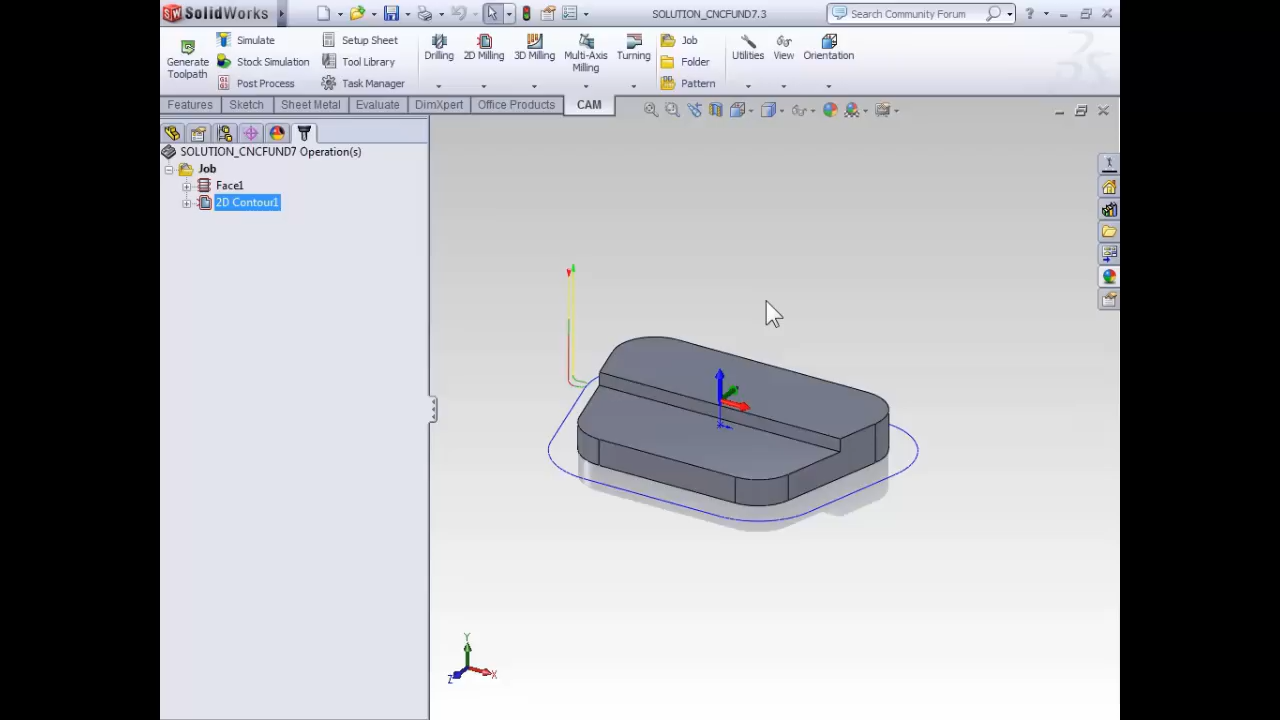 SolidWorks
SOLUTION_CNCFUND7.3
Search Community Forum
?
Generate Toolpath
Simulate
Stock Simulation
Post Process
Setup Sheet
Tool Library
Task Manager
Drilling
2D Milling
3D Milling
Multi-Axis Milling
Turning
Job
Folder
Pattern
Utilities
View
Orientation
Features
Sketch
Sheet Metal
Evaluate
DimXpert
Office Products
CAM
SOLUTION_CNCFUND7 Operation(s)
Job
Face1
2D Contour1
Y
X
Z